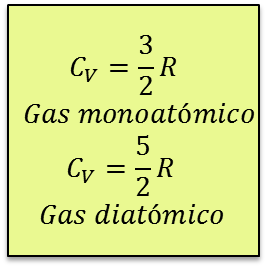 C_V = 3/2 R
Gas monoatómico
C_V = 5/2 R
Gas diatómico